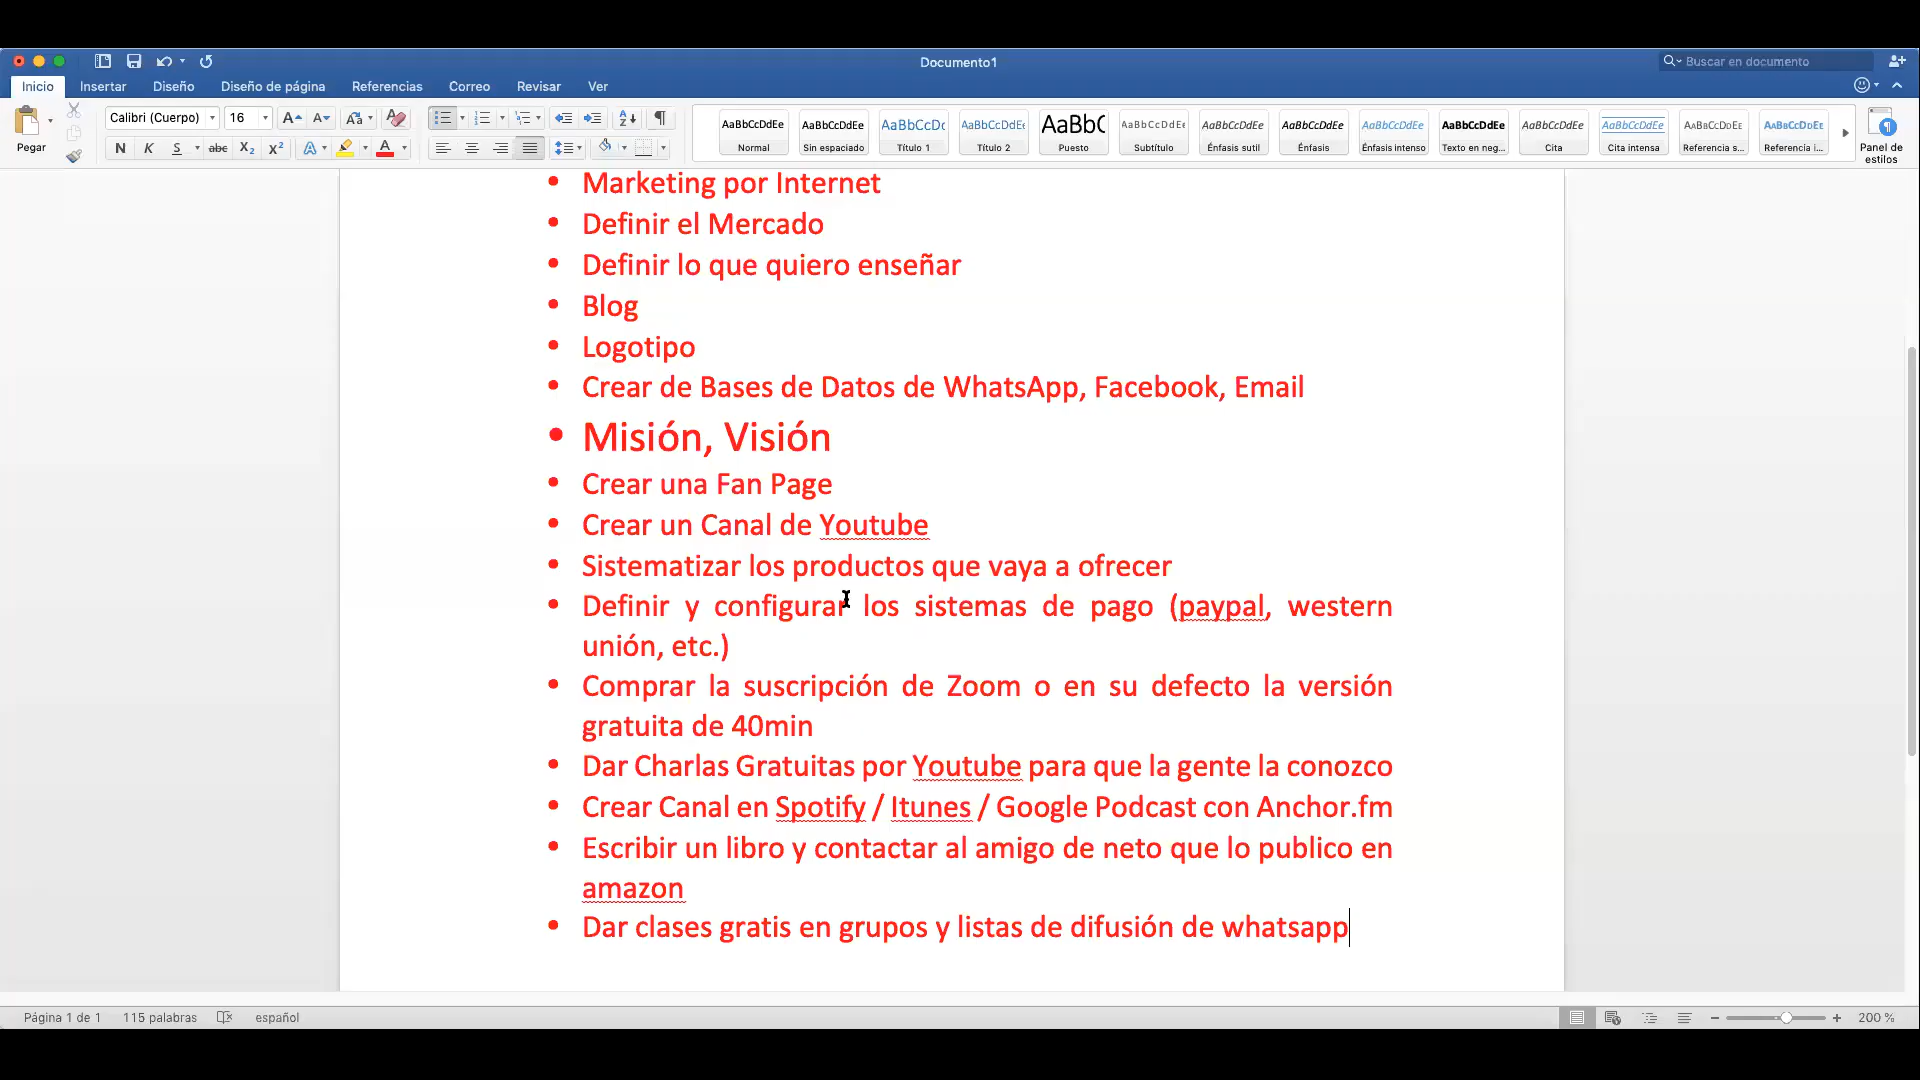 Documento1
Buscar en documento
Inicio Insertar Diseño Diseño de página Referencias Correo Revisar Ver
Pegar
Calibri (Cuerpo) 16
N K S abc X₂ X² A A
AaBbCcDdEe AaBbCcDdEe AaBbCcDc AaBbCcDdEe AaBbC AaBbCcDdEe AaBbCcDdEe AaBbCcDdEe AaBbCcDdEe AaBbCcDdEe AaBbCcDdEe AaBbCcDdEe AaBbCcDdEe AaBbCcDdEe
Normal Sin espaciado Título 1 Título 2 Puesto Subtítulo Énfasis sutil Énfasis Énfasis intenso Texto en neg... Cita Cita intensa Referencia s... Referencia i...
Panel de
estilos
• Marketing por Internet
• Definir el Mercado
• Definir lo que quiero enseñar
• Blog
• Logotipo
• Crear de Bases de Datos de WhatsApp, Facebook, Email
• Misión, Visión
• Crear una Fan Page
• Crear un Canal de Youtube
• Sistematizar los productos que vaya a ofrecer
• Definir y configurar los sistemas de pago (paypal, western
unión, etc.)
• Comprar la suscripción de Zoom o en su defecto la versión
gratuita de 40min
• Dar Charlas Gratuitas por Youtube para que la gente la conozco
• Crear Canal en Spotify / Itunes / Google Podcast con Anchor.fm
• Escribir un libro y contactar al amigo de neto que lo publico en
amazon
• Dar clases gratis en grupos y listas de difusión de whatsapp
Página 1 de 1 115 palabras español 200 %